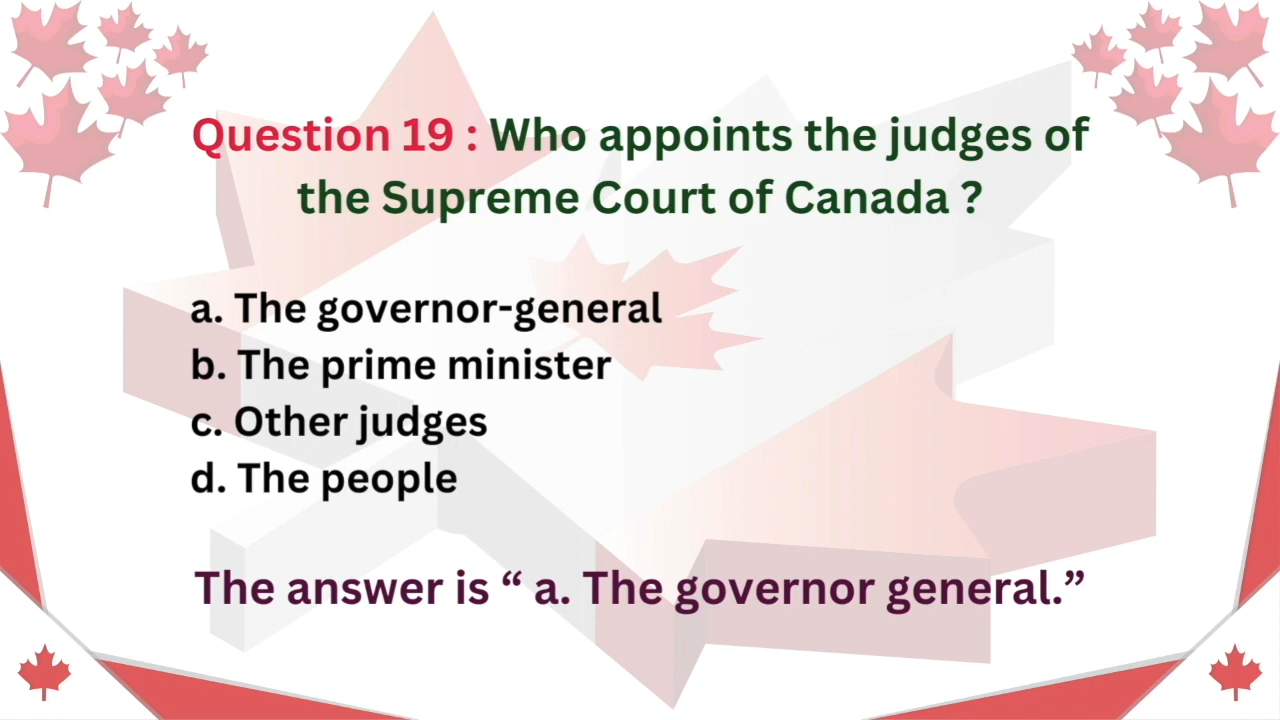 Question 19 : Who appoints the judges of
the Supreme Court of Canada ?
a. The governor-general
b. The prime minister
c. Other judges
d. The people
The answer is “ a. The governor general.”